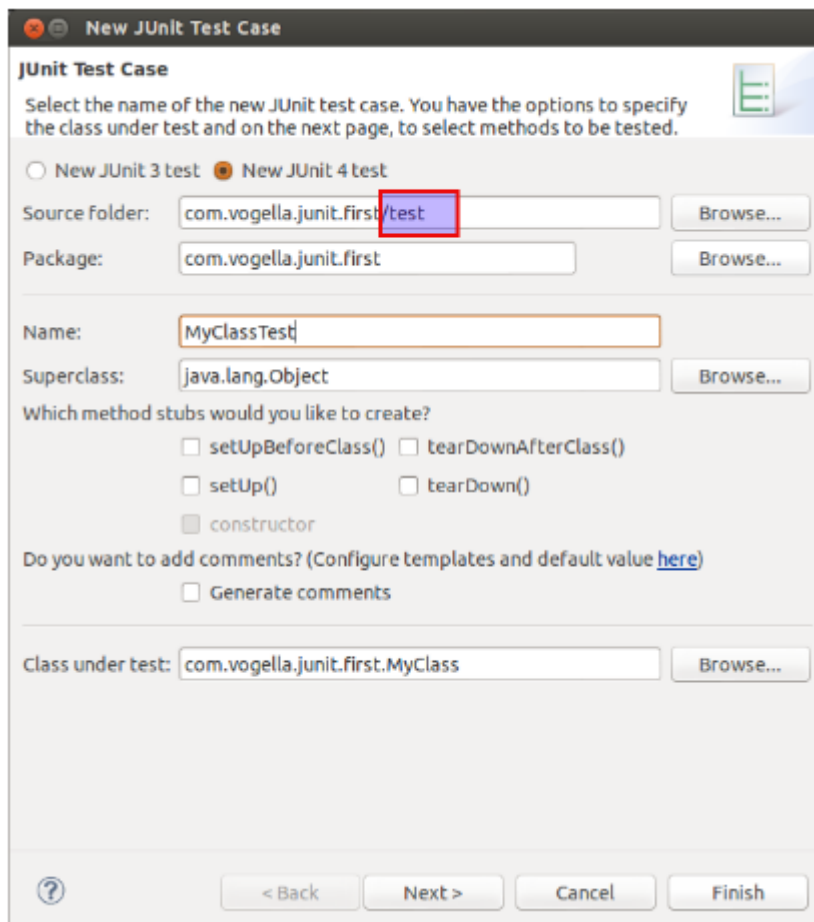 New JUnit Test Case
JUnit Test Case
Select the name of the new JUnit test case. You have the options to specify
the class under test and on the next page, to select methods to be tested.
New JUnit 3 test New JUnit 4 test
Source folder: com.vogella.junit.first/test Browse...
Package: com.vogella.junit.first Browse...
Name: MyClassTest
Superclass: java.lang.Object Browse...
Which method stubs would you like to create?
setUpBeforeClass() tearDownAfterClass()
setUp() tearDown()
constructor
Do you want to add comments? (Configure templates and default value here)
Generate comments
Class under test: com.vogella.junit.first.MyClass Browse...
? < Back Next > Cancel Finish